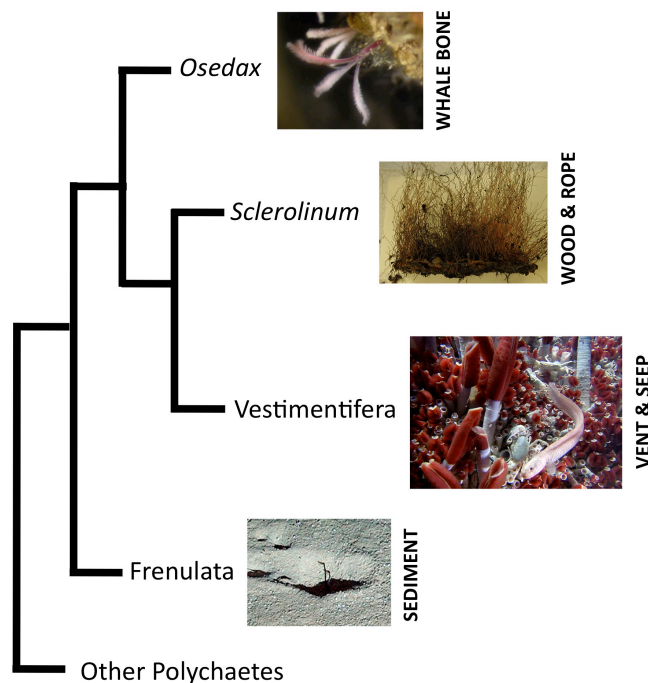 Osedax
WHALE BONE
Sclerolinum
WOOD & ROPE
Vestimentifera
VENT & SEEP
Frenulata
SEDIMENT
Other Polychaetes